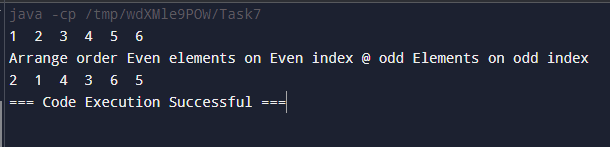 java -cp /tmp/wdXMle9POW/Task7
1 2 3 4 5 6
Arrange order Even elements on Even index @ odd Elements on odd index
2 1 4 3 6 5
=== Code Execution Successful ===